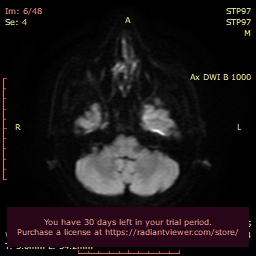 Im: 6/48
Se: 4
STP97
STP97
M
A
Ax DWI B 1000
R
L
You have 30 days left in your trial period.
Purchase a license at https://radiantviewer.com/store/